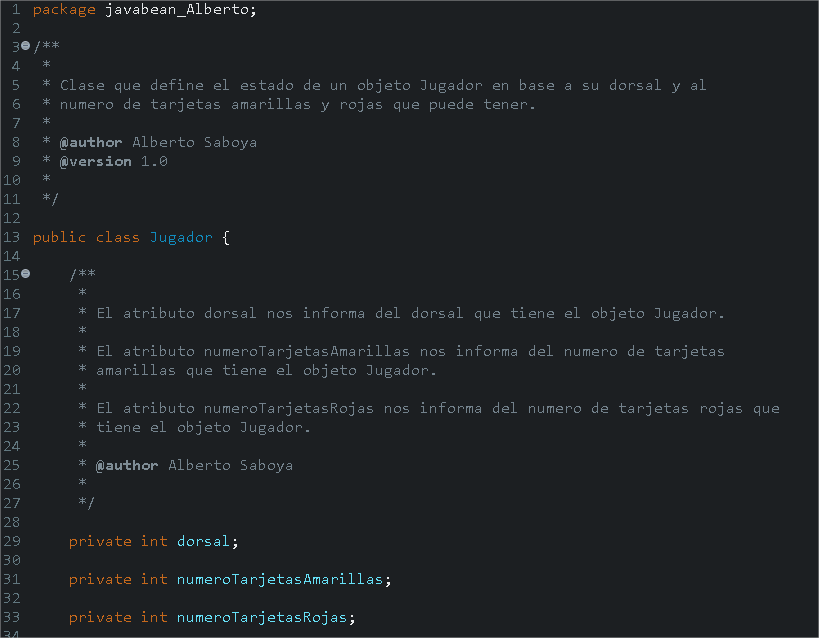 1 package javabean_Alberto;
2
3 /**
4 *
5 * Clase que define el estado de un objeto Jugador en base a su dorsal y al
6 * numero de tarjetas amarillas y rojas que puede tener.
7 *
8 * @author Alberto Saboya
9 * @version 1.0
10 *
11 */
12
13 public class Jugador {
14
15 /**
16 *
17 * El atributo dorsal nos informa del dorsal que tiene el objeto Jugador.
18 *
19 * El atributo numeroTarjetasAmarillas nos informa del numero de tarjetas
20 * amarillas que tiene el objeto Jugador.
21 *
22 * El atributo numeroTarjetasRojas nos informa del numero de tarjetas rojas que
23 * tiene el objeto Jugador.
24 *
25 * @author Alberto Saboya
26 *
27 */
28
29 private int dorsal;
30
31 private int numeroTarjetasAmarillas;
32
33 private int numeroTarjetasRojas;
34